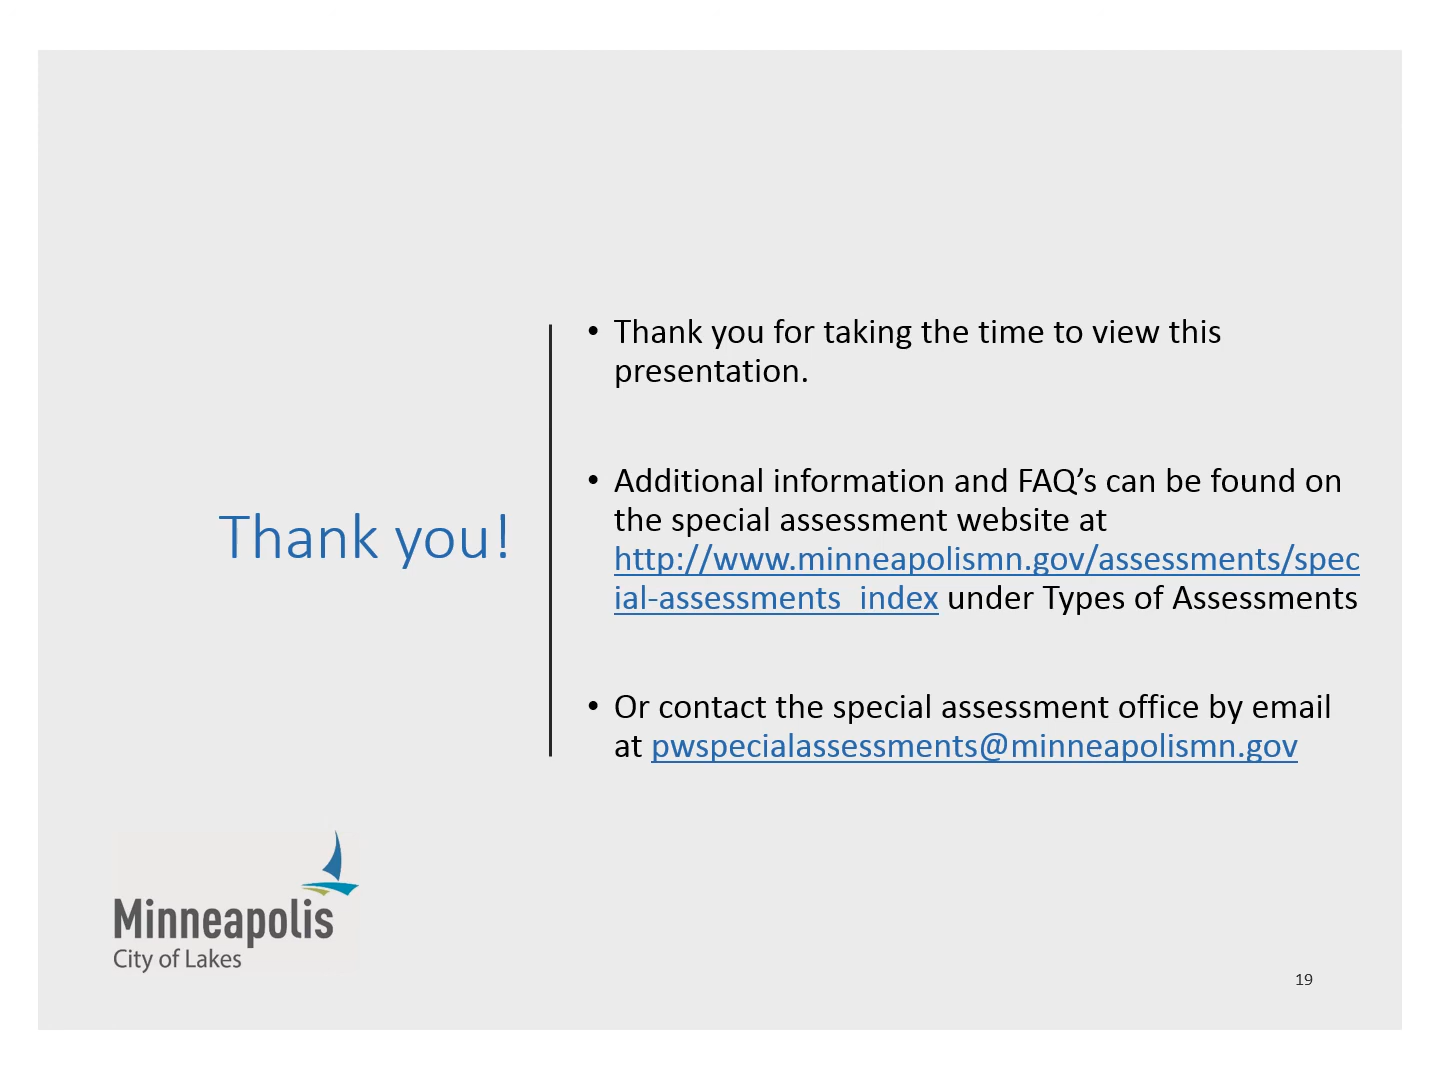 Thank you!
• Thank you for taking the time to view this
presentation.
• Additional information and FAQ’s can be found on
the special assessment website at
http://www.minneapolismn.gov/assessments/spec
ial-assessments_index under Types of Assessments
• Or contact the special assessment office by email
at pwspecialassessments@minneapolismn.gov
Minneapolis
City of Lakes
19